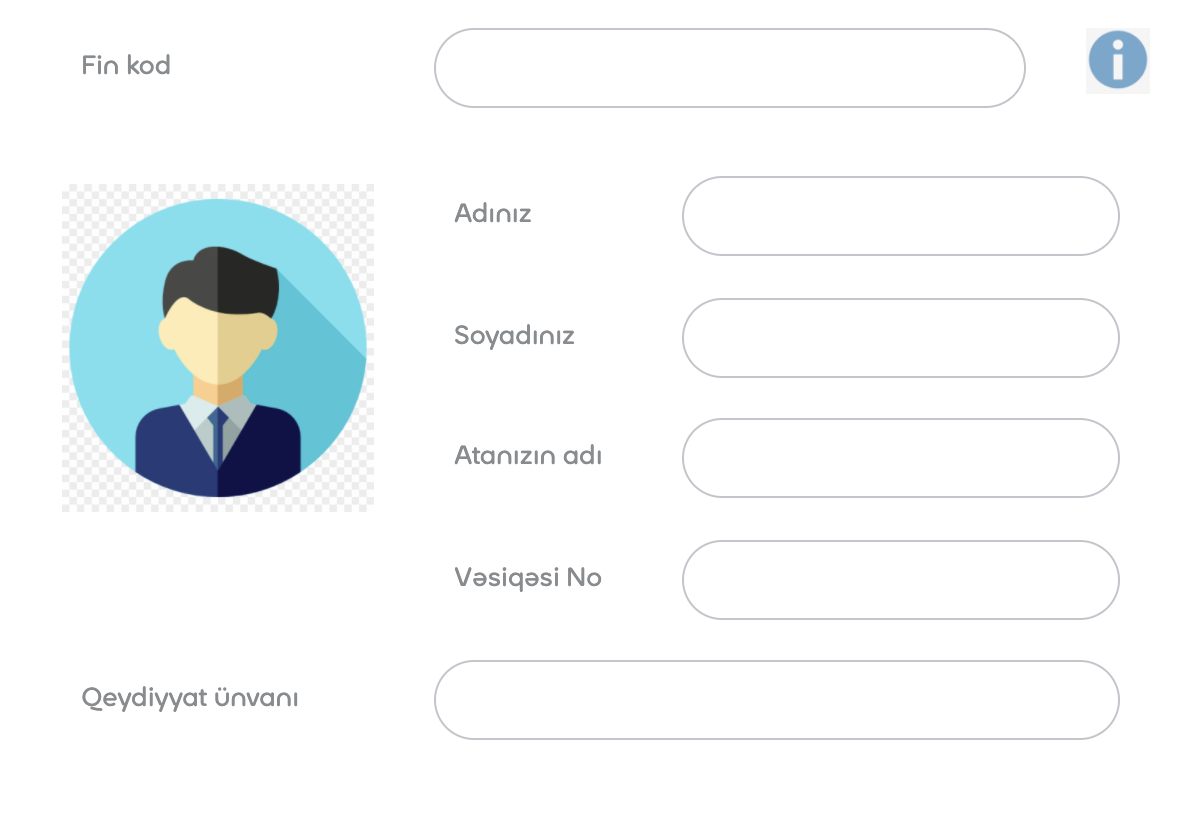 Fin kod
Adınız
Soyadınız
Atanızın adı
Vəsiqəsi No
Qeydiyyat ünvanı